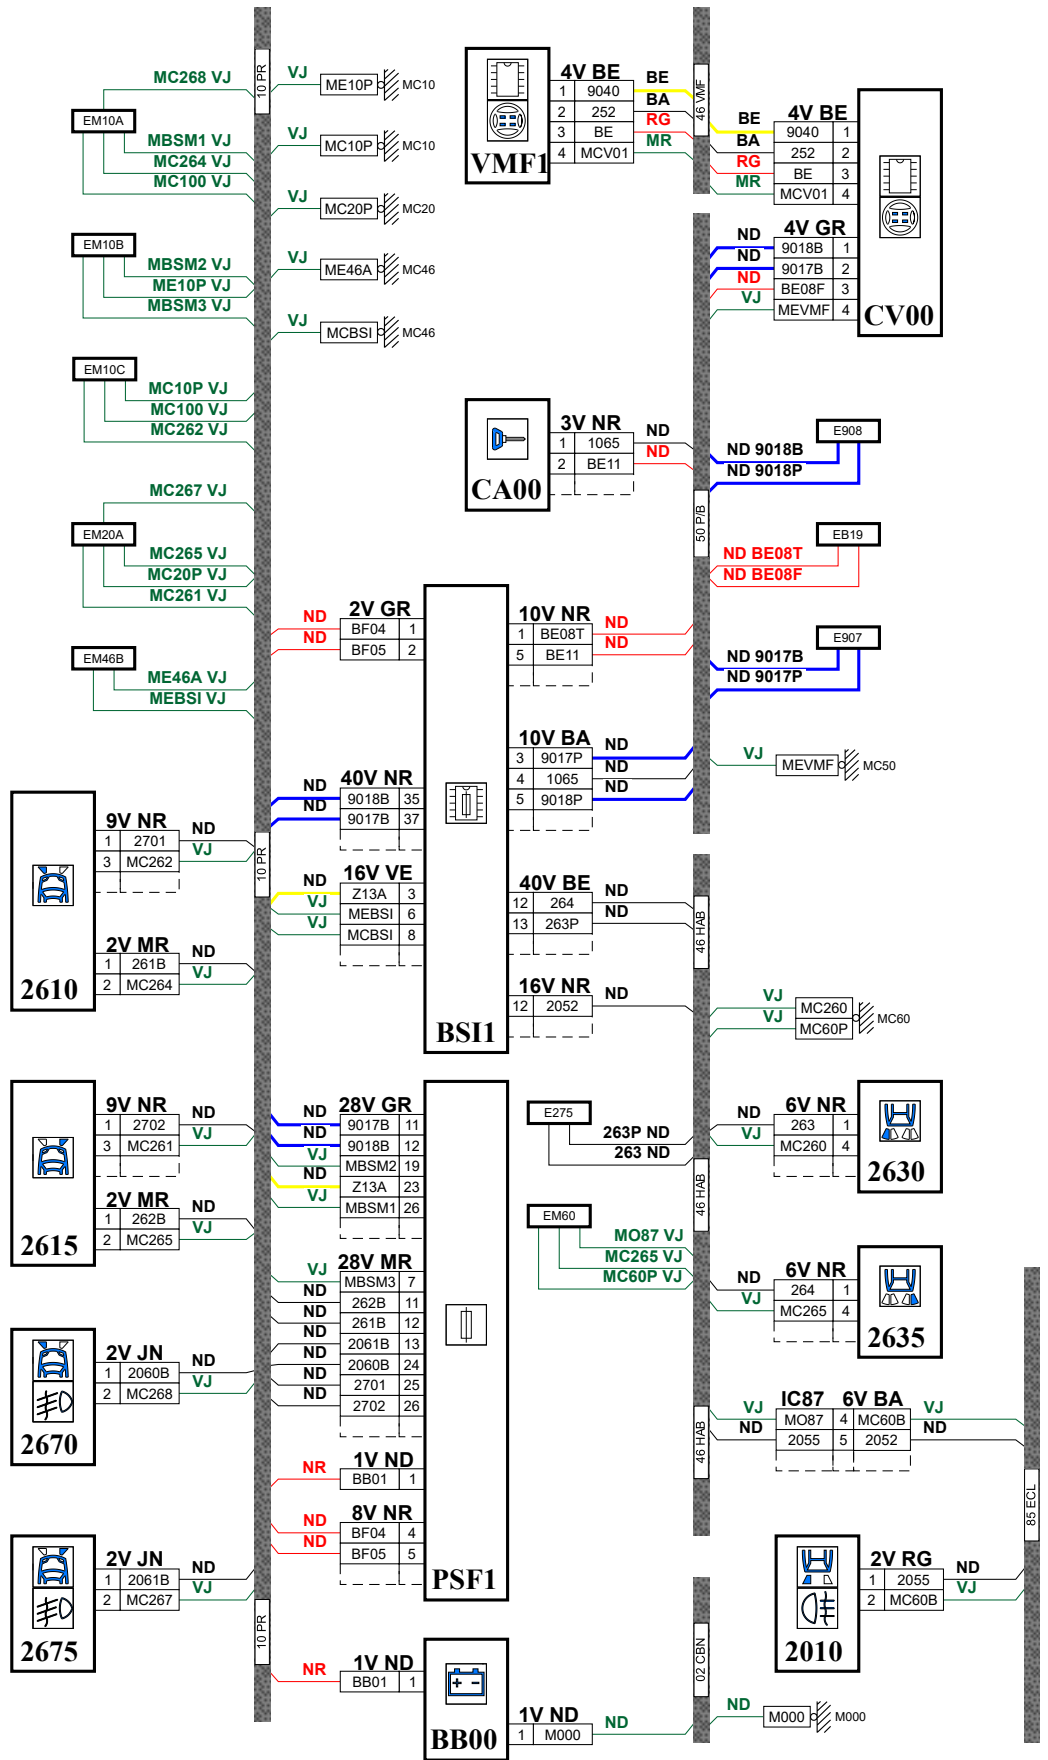 10 PR
MC268 VJ
EM10A
MBSM1 VJ
MC264 VJ
MC100 VJ
EM10B
MBSM2 VJ
ME10P VJ
MBSM3 VJ
EM10C
MC10P VJ
MC100 VJ
MC262 VJ
MC267 VJ
EM20A
MC265 VJ
MC20P VJ
MC261 VJ
EM46B
ME46A VJ
MEBSI VJ
VJ ME10P MC10
VJ MC10P MC10
VJ MC20P MC20
VJ ME46A MC46
VJ MCBSI MC46
VMF1
4V BE
1 9040 BE
2 252 BA
3 BE RG
4 MCV01 MR
46 VMF
CV00
4V BE
BE 9040 1
BA 252 2
RG BE 3
MR MCV01 4
4V GR
ND 9018B 1
ND 9017B 2
ND BE08F 3
VJ MEVMF 4
CA00
3V NR
1 1065 ND
2 BE11 ND
50 P/B
E908
ND 9018B
ND 9018P
EB19
ND BE08T
ND BE08F
E907
ND 9017B
ND 9017P
VJ MEVMF MC50
BSI1
2V GR
ND BF04 1
ND BF05 2
40V NR
ND 9018B 35
ND 9017B 37
16V VE
ND Z13A 3
VJ MEBSI 6
VJ MCBSI 8
10V NR
1 BE08T ND
5 BE11 ND
10V BA
3 9017P ND
4 1065 ND
5 9018P ND
40V BE
12 264 ND
13 263P ND
16V NR
12 2052 ND
46 HAB
VJ MC260
VJ MC60P
MC60
2610
9V NR
1 2701 ND
3 MC262 VJ
2V MR
1 261B ND
2 MC264 VJ
10 PR
2615
9V NR
1 2702 ND
3 MC261 VJ
2V MR
1 262B ND
2 MC265 VJ
2670
2V JN
1 2060B ND
2 MC268 VJ
2675
2V JN
1 2061B ND
2 MC267 VJ
10 PR
PSF1
28V GR
ND 9017B 11
ND 9018B 12
VJ MBSM2 19
ND Z13A 23
VJ MBSM1 26
28V MR
VJ MBSM3 7
ND 262B 11
ND 261B 12
ND 2061B 13
ND 2060B 24
ND 2701 25
ND 2702 26
1V ND
NR BB01 1
8V NR
ND BF04 4
ND BF05 5
BB00
1V ND
NR BB01 1
1V ND
1 M000 ND
02 CBN
ND M000 M000
E275
263P ND
263 ND
46 HAB
EM60
MO87 VJ
MC265 VJ
MC60P VJ
2630
6V NR
ND 263 1
VJ MC260 4
2635
6V NR
ND 264 1
VJ MC265 4
46 HAB
IC87 6V BA
VJ MO87 4 MC60B VJ
ND 2055 5 2052 ND
85 ECL
2010
2V RG
1 2055 ND
2 MC60B VJ